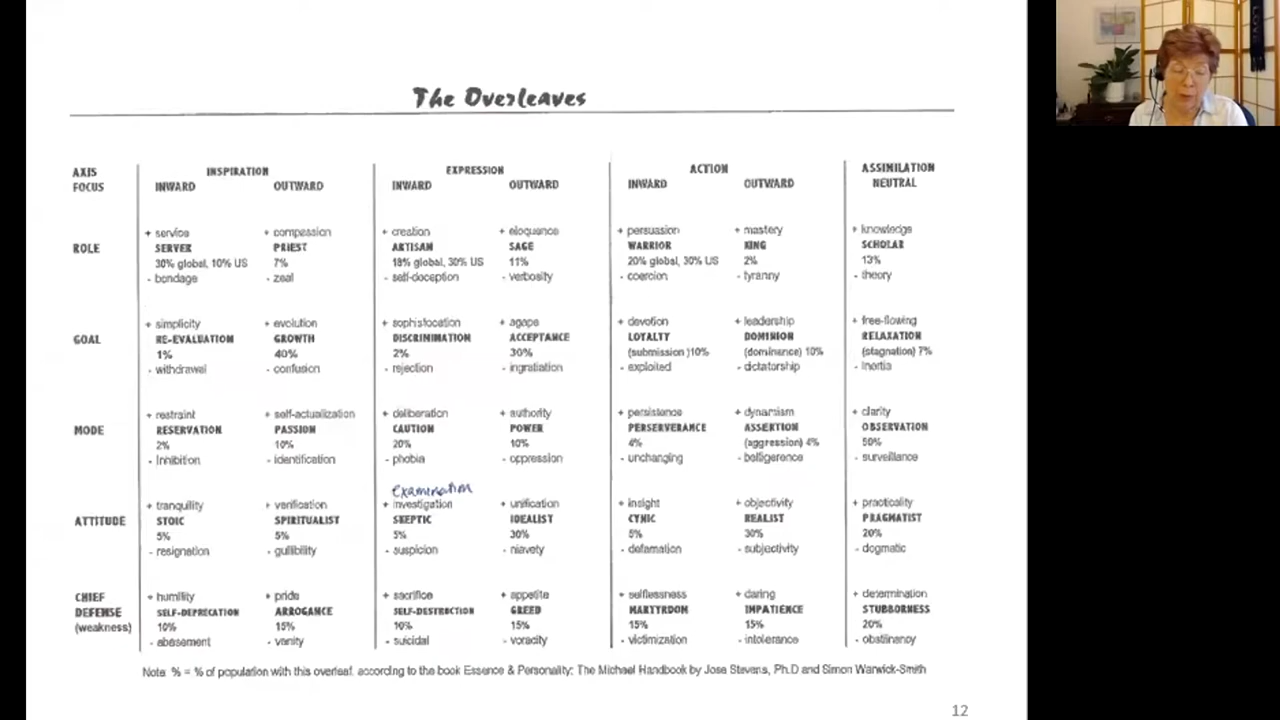 The Overleaves
AXIS INSPIRATION EXPRESSION ACTION ASSIMILATION
FOCUS INWARD OUTWARD INWARD OUTWARD INWARD OUTWARD NEUTRAL
+ service + compassion + creation + eloquence + persuasion + mastery + knowledge
ROLE SERVER PRIEST ARTISAN SAGE WARRIOR KING SCHOLAR
30% global, 10% US 7% 18% global, 30% US 11% 20% global, 30% US 2% 13%
- bondage - zeal - self-deception - verbosity - coercion - tyranny - theory
+ simplicity + evolution + sophistocation + agape + devotion + leadership + free-flowing
GOAL RE-EVALUATION GROWTH DISCRIMINATION ACCEPTANCE LOYALTY DOMINION RELAXATION
1% 40% 2% 30% (submission )10% (dominance) 10% (stagnation) 7%
- withdrawal - confusion - rejection - ingratiation - exploited - dictatorship - inertia
+ restraint + self-actualization + deliberation + authority + persistence + dynamism + clarity
MODE RESERVATION PASSION CAUTION POWER PERSERVERANCE ASSERTION OBSERVATION
2% 10% 20% 10% 4% (aggression) 4% 50%
- Inhibition - identification - phobia - oppression - unchanging - belligerence - surveillance
examination
+ tranquility + verification + investigation + unification + insight + objectivity + practicality
ATTITUDE STOIC SPIRITUALIST SKEPTIC IDEALIST CYNIC REALIST PRAGMATIST
5% 5% 5% 30% 5% 30% 20%
- resignation - gullibility - suspicion - niavety - defamation - subjectivity - dogmatic
CHIEF + humility + pride + sacrifice + appetite + selflessness + daring + determination
DEFENSE SELF-DEPRECATION ARROGANCE SELF-DESTRUCTION GREED MARTYRDOM IMPATIENCE STUBBORNESS
(weakness) 10% 15% 10% 15% 15% 15% 20%
- abasement - vanity - suicidal - voracity - victimization - intolerance - obstinancy
Note: % = % of population with this overleaf, according to the book Essence & Personality: The Michael Handbook by Jose Stevens, Ph.D and Simon Warwick-Smith
12